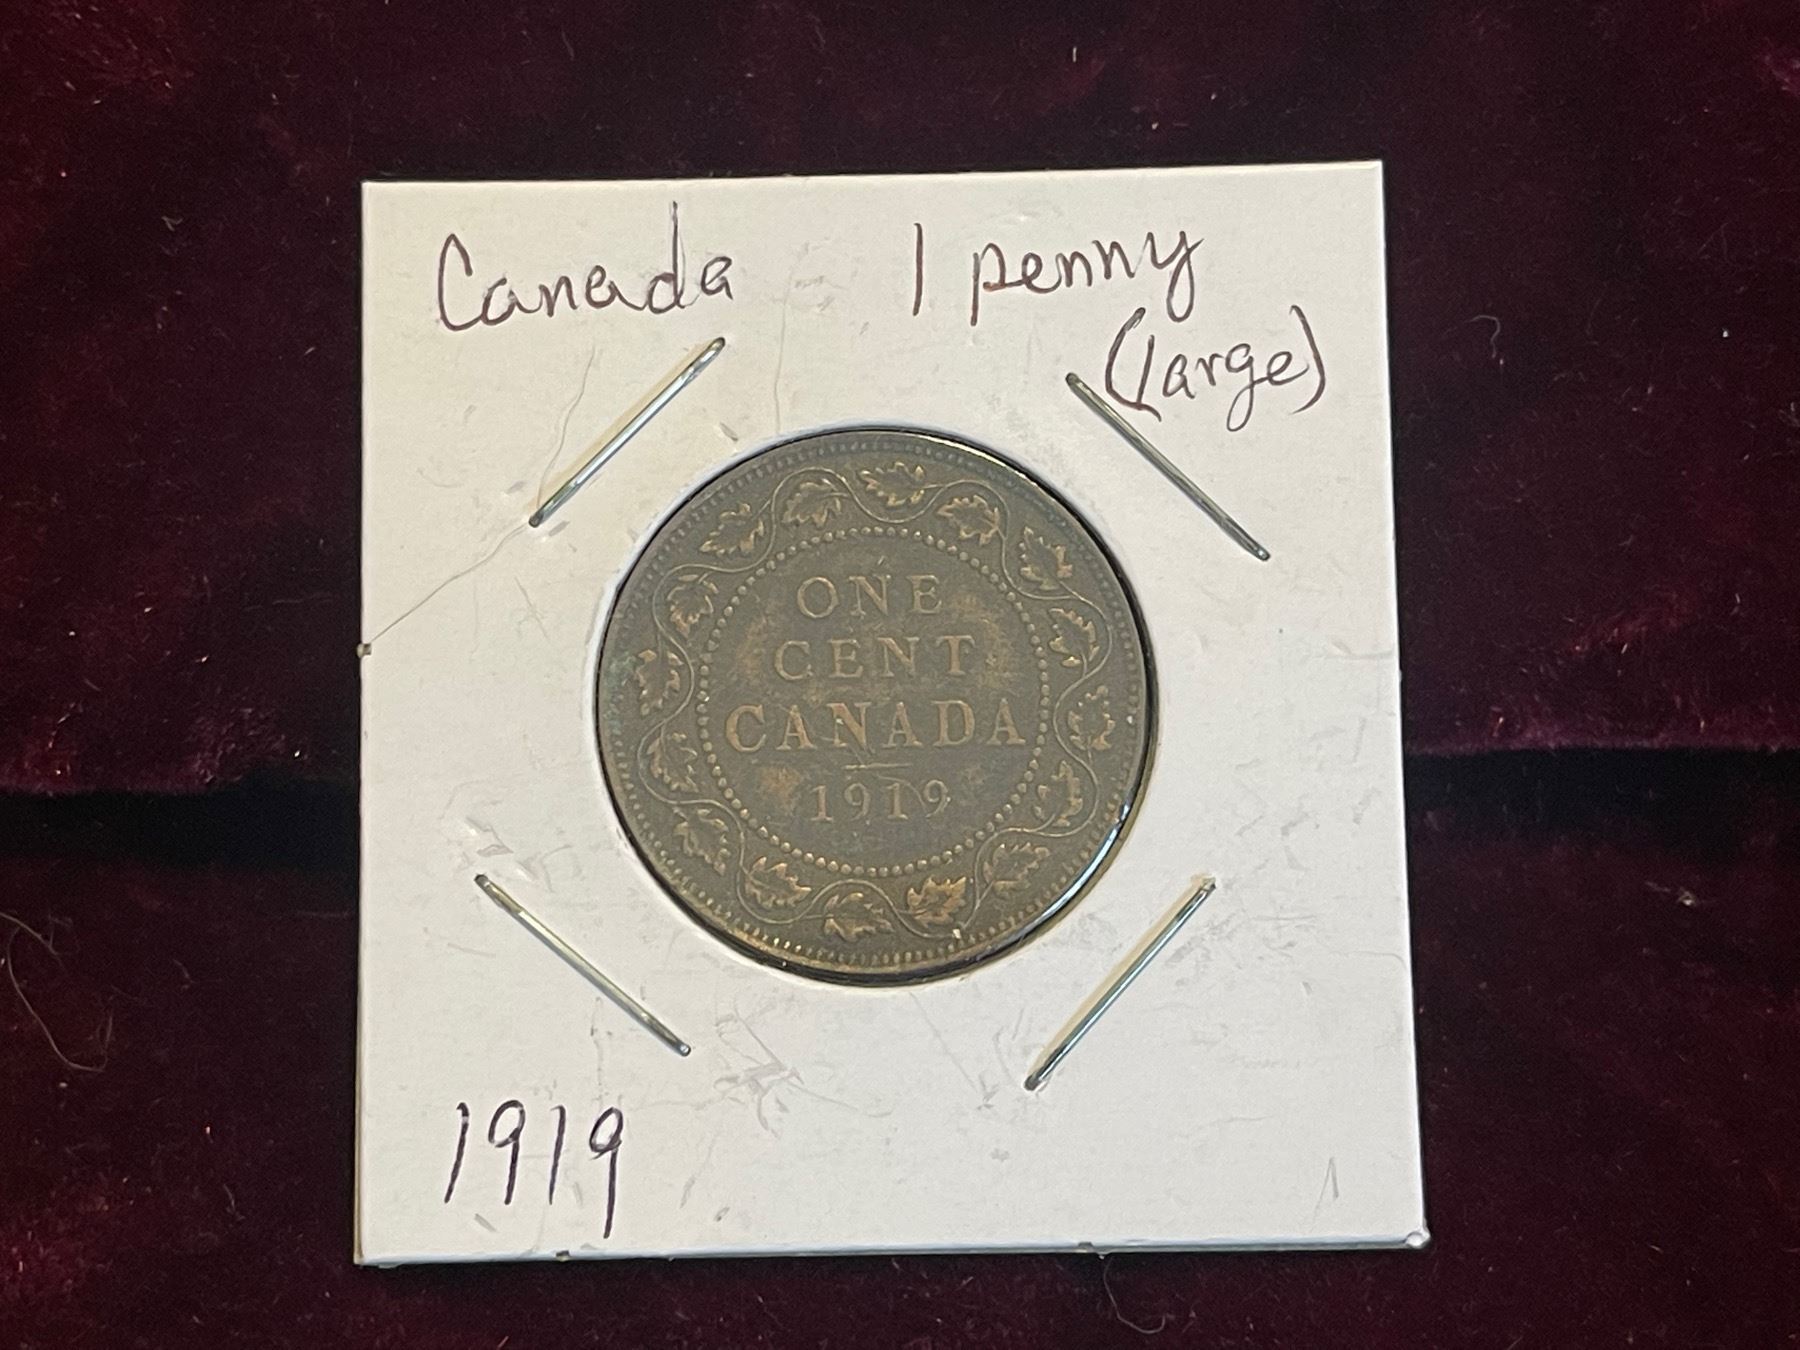 Canada 1 penny
(large)
ONE
CENT
CANADA
1919
1919